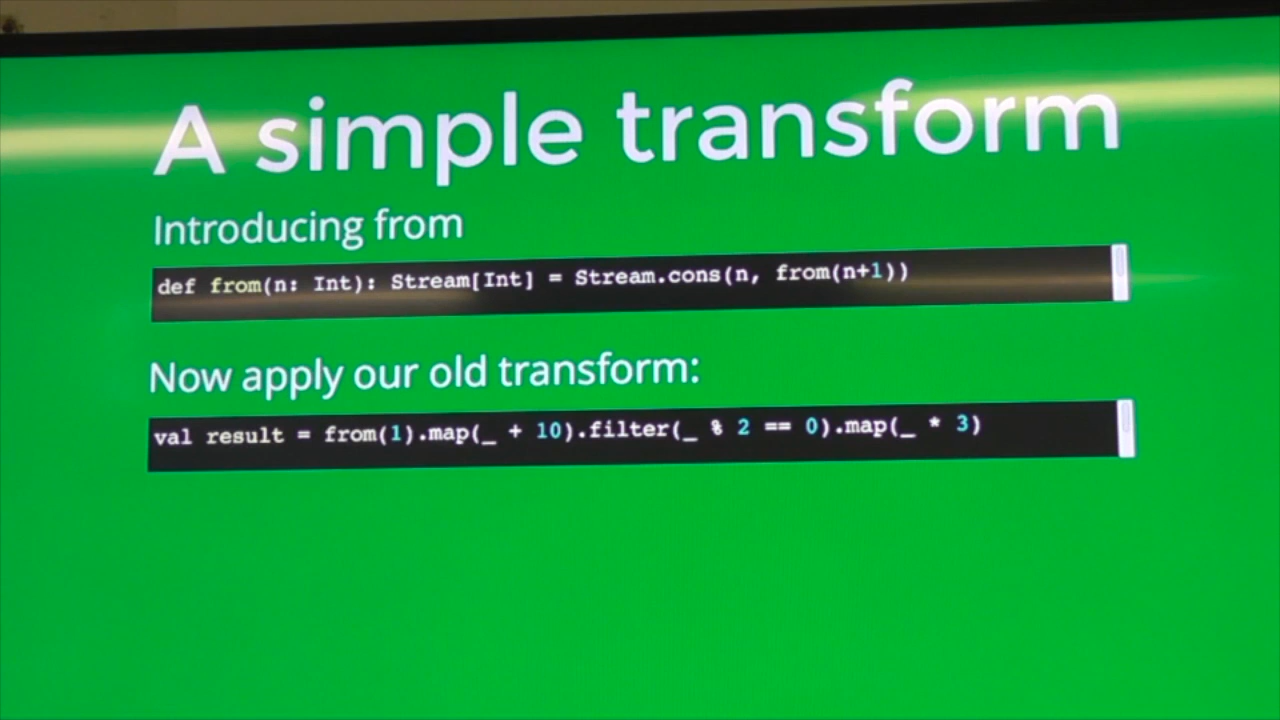 A simple transform
Introducing from
def from(n: Int): Stream[Int] = Stream.cons(n, from(n+1))
Now apply our old transform:
val result = from(1).map(_ + 10).filter(_ % 2 == 0).map(_ * 3)